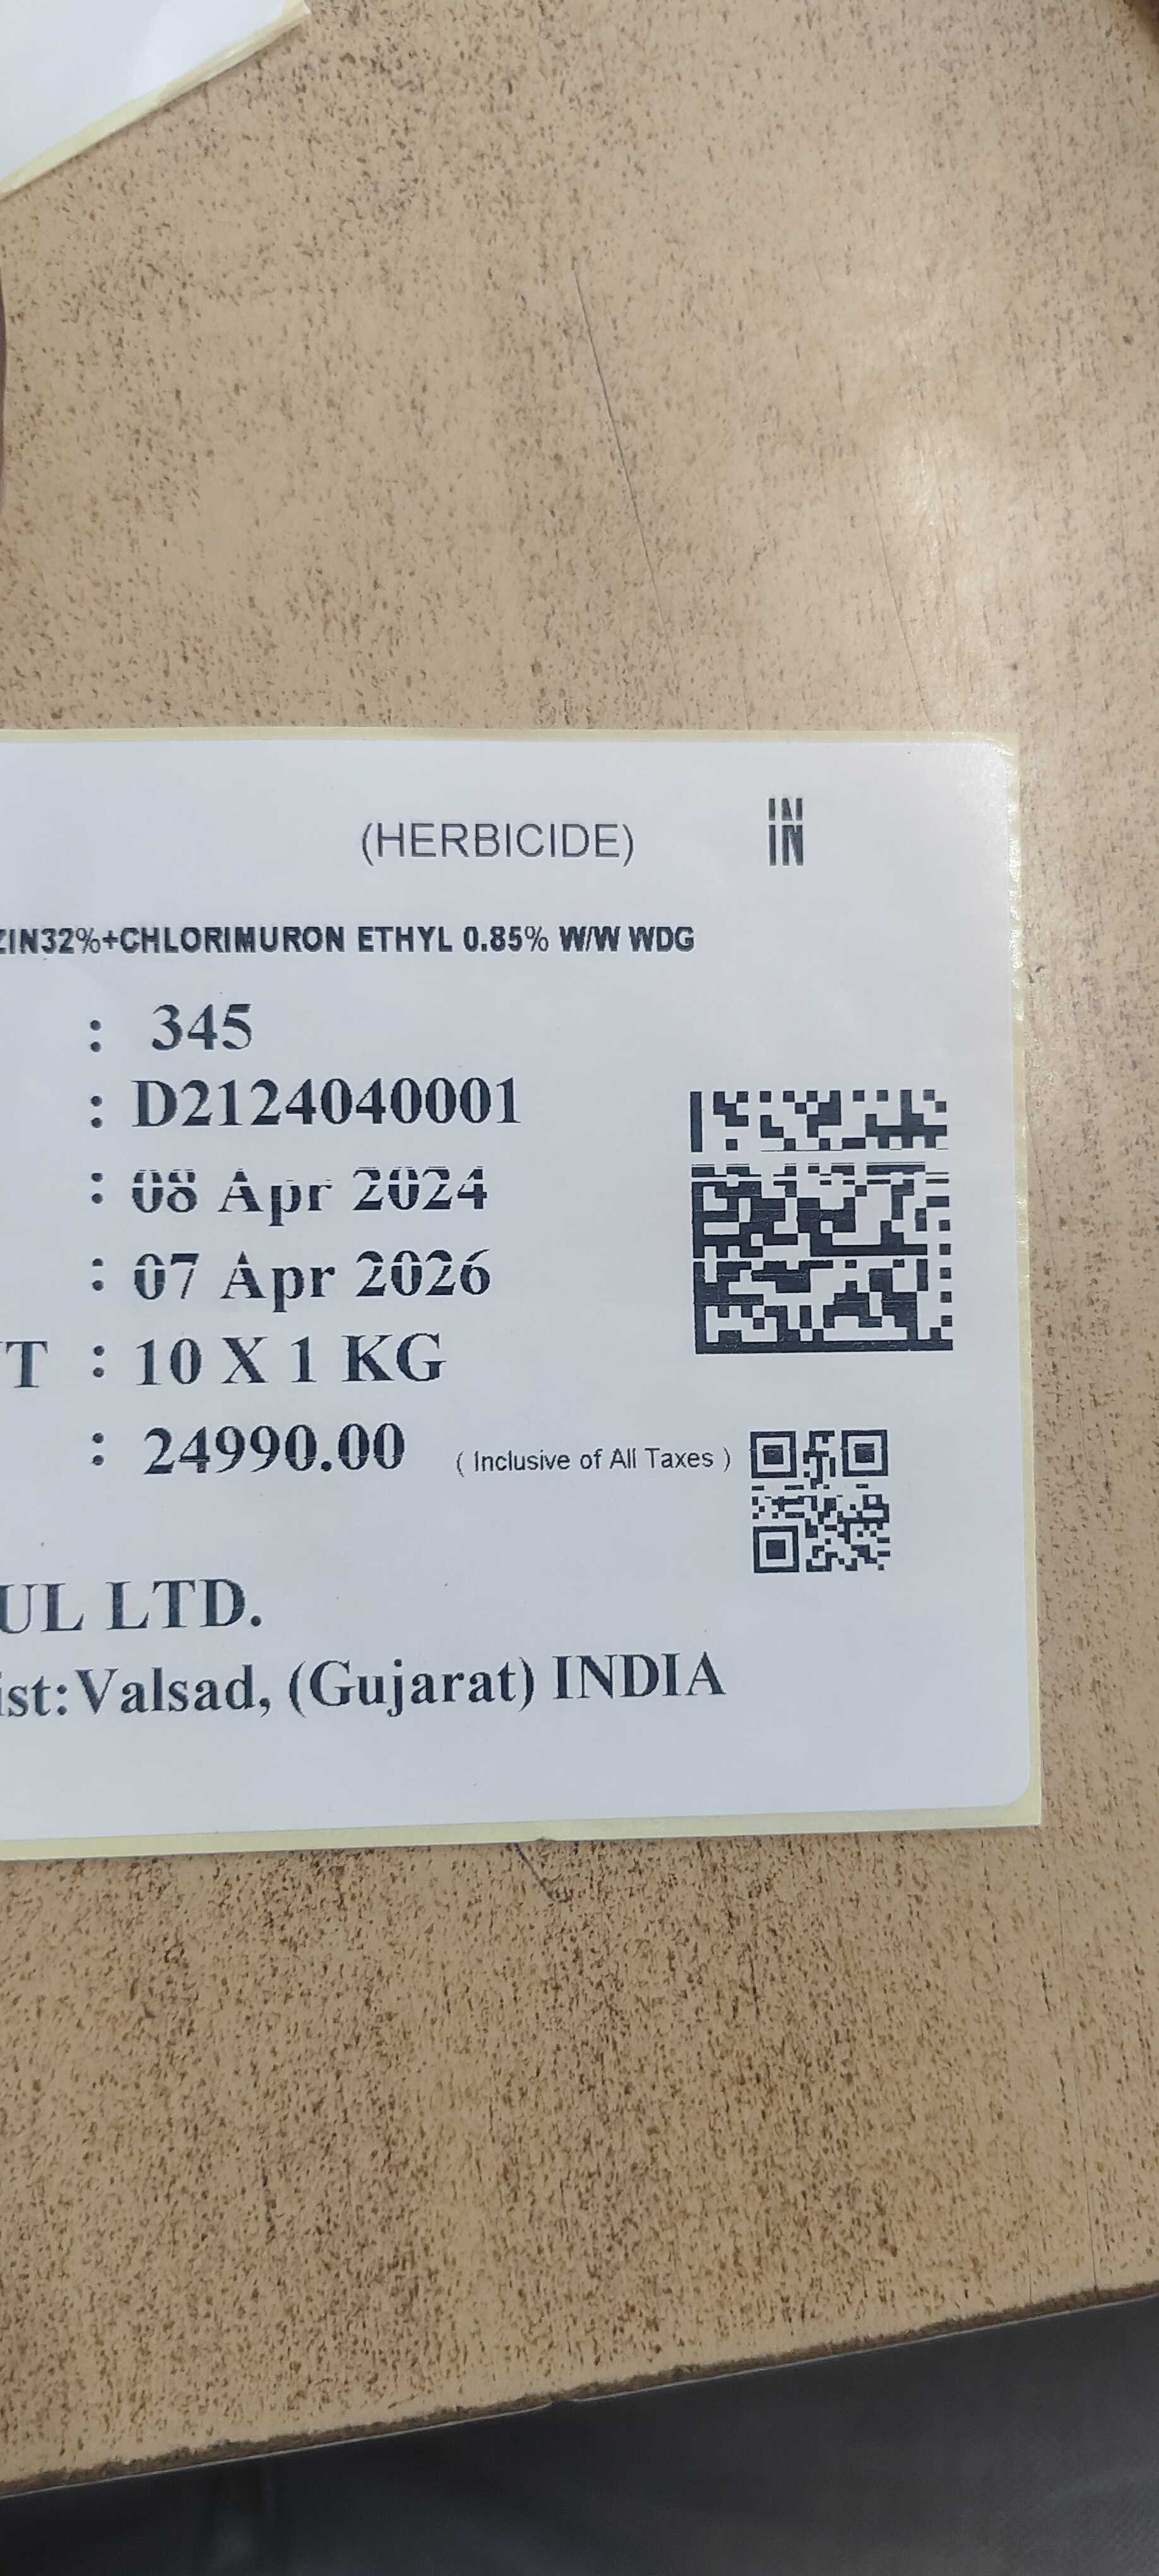 (HERBICIDE) IN
ZIN32%+CHLORIMURON ETHYL 0.85% W/W WDG
: 345
: D2124040001
: 08 Apr 2024
: 07 Apr 2026
T : 10 X 1 KG
: 24990.00 ( Inclusive of All Taxes )
UL LTD.
ist:Valsad, (Gujarat) INDIA